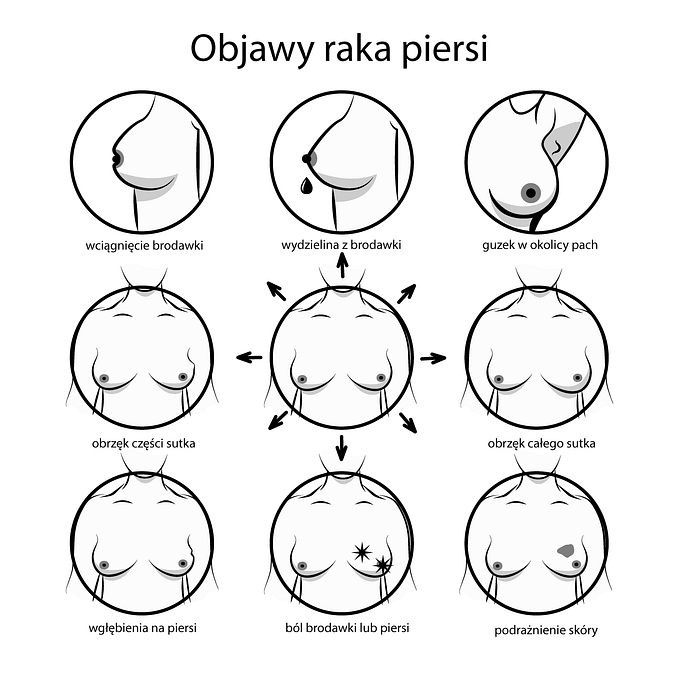 Objawy raka piersi
wciągnięcie brodawki
wydzielina z brodawki
guzek w okolicy pach
obrzęk części sutka
obrzęk całego sutka
wgłębienia na piersi
ból brodawki lub piersi
podrażnienie skóry